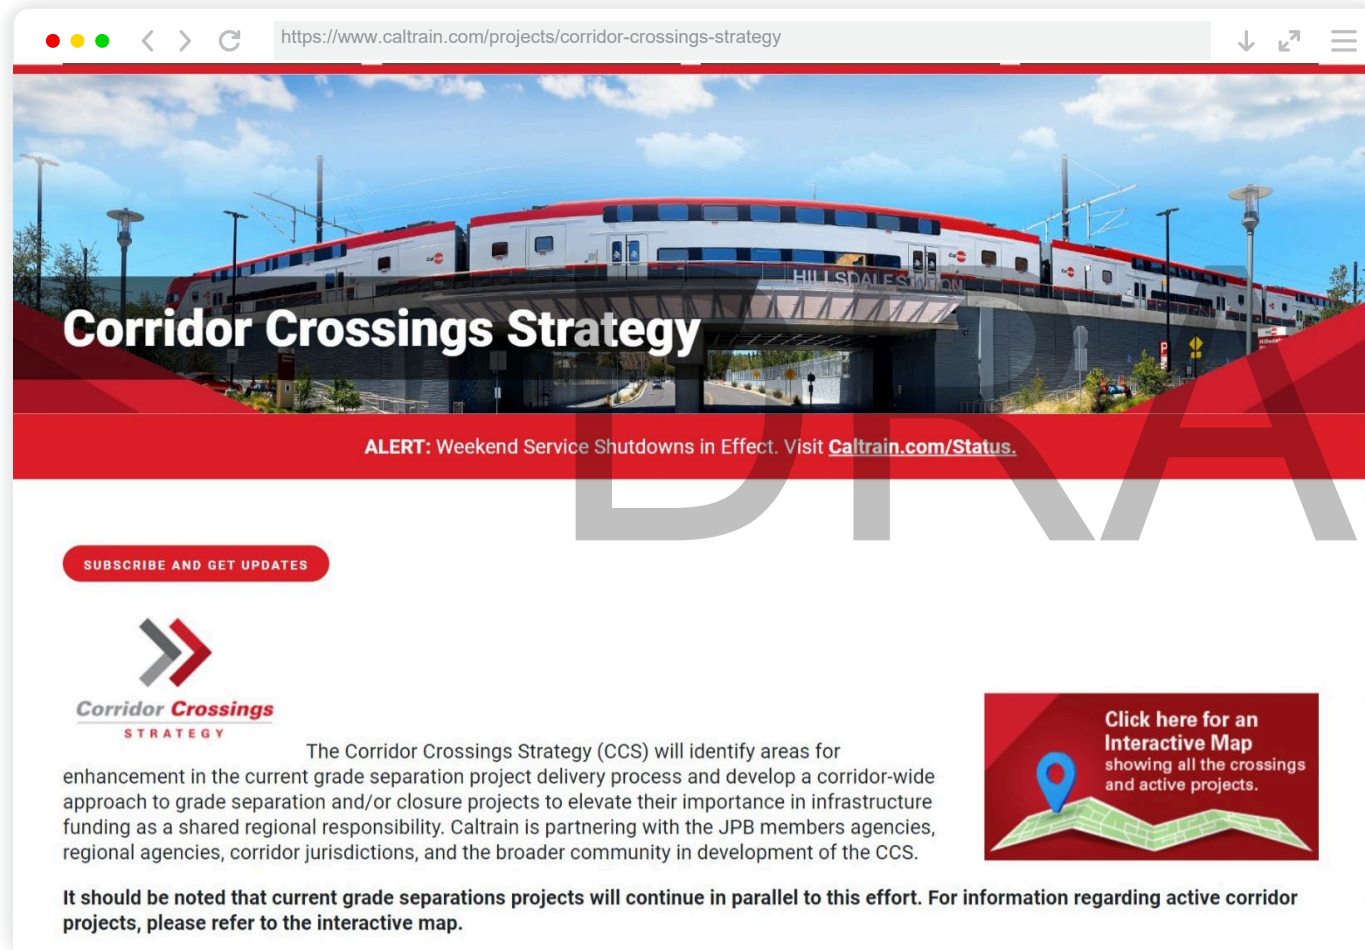 https://www.caltrain.com/projects/corridor-crossings-strategy
HILLSDALE STATION
Corridor Crossings Strategy
ALERT: Weekend Service Shutdowns in Effect. Visit Caltrain.com/Status.
DRA
SUBSCRIBE AND GET UPDATES
Corridor Crossings
STRATEGY
Click here for an
Interactive Map
showing all the crossings
and active projects.
The Corridor Crossings Strategy (CCS) will identify areas for
enhancement in the current grade separation project delivery process and develop a corridor-wide
approach to grade separation and/or closure projects to elevate their importance in infrastructure
funding as a shared regional responsibility. Caltrain is partnering with the JPB members agencies,
regional agencies, corridor jurisdictions, and the broader community in development of the CCS.
It should be noted that current grade separations projects will continue in parallel to this effort. For information regarding active corridor
projects, please refer to the interactive map.